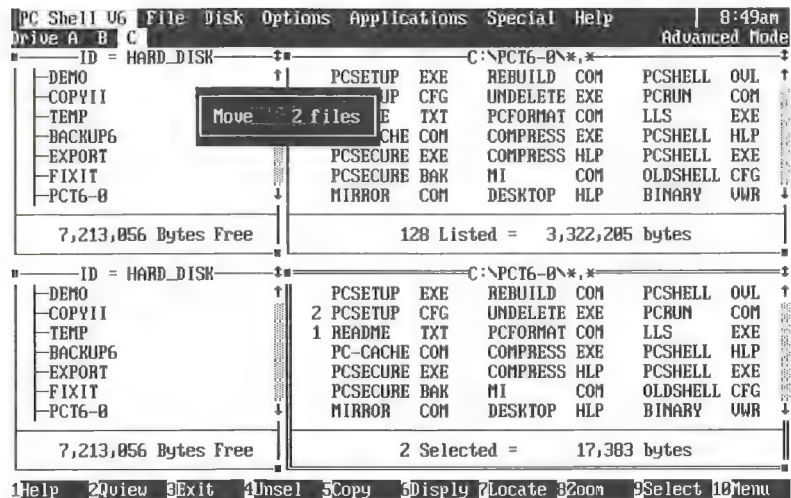 PC Shell V6 File Disk Options Applications Special Help 8:49am
Drive A B C Advanced Mode
ID = HARD_DISK C:\PCT6-0\*.*
DEMO PCSETUP EXE REBUILD COM PCSHELL OVL
COPYII UP CFG UNDELETE EXE PCRUN COM
TEMP Move 2 files E TXT PCFORMAT COM LLS EXE
BACKUP6 CHE COM COMPRESS EXE PCSHELL HLP
EXPORT PCSECURE EXE COMPRESS HLP PCSHELL EXE
FIXIT PCSECURE BAK MI COM OLDSHELL CFG
PCT6-0 MIRROR COM DESKTOP HLP BINARY VWR
7,213,056 Bytes Free 128 Listed = 3,322,205 bytes
ID = HARD_DISK C:\PCT6-0\*.*
DEMO PCSETUP EXE REBUILD COM PCSHELL OVL
COPYII 2 PCSETUP CFG UNDELETE EXE PCRUN COM
TEMP 1 README TXT PCFORMAT COM LLS EXE
BACKUP6 PC-CACHE COM COMPRESS EXE PCSHELL HLP
EXPORT PCSECURE EXE COMPRESS HLP PCSHELL EXE
FIXIT PCSECURE BAK MI COM OLDSHELL CFG
PCT6-0 MIRROR COM DESKTOP HLP BINARY VWR
7,213,056 Bytes Free 2 Selected = 17,383 bytes
1Help 2Qview 3Exit 4Unsel 5Copy 6Disply 7Locate 8Zoom 9Select 10Menu